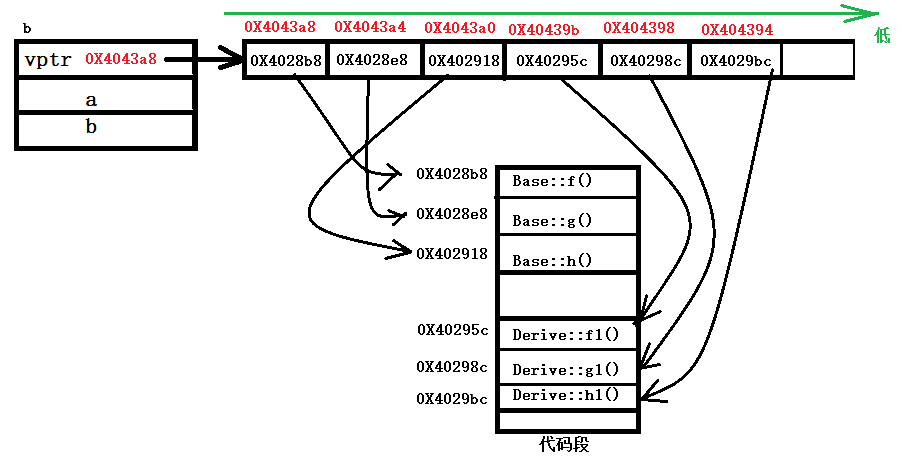 b
0X4043a8 0X4043a4 0X4043a0 0X40439b 0X404398 0X404394
低
vptr 0X4043a8
0X4028b8 0X4028e8 0X402918 0X40295c 0X40298c 0X4029bc
a
b
0X4028b8 Base::f()
0X4028e8 Base::g()
0X402918 Base::h()
0X40295c Derive::f1()
0X40298c Derive::g1()
0X4029bc Derive::h1()
代码段